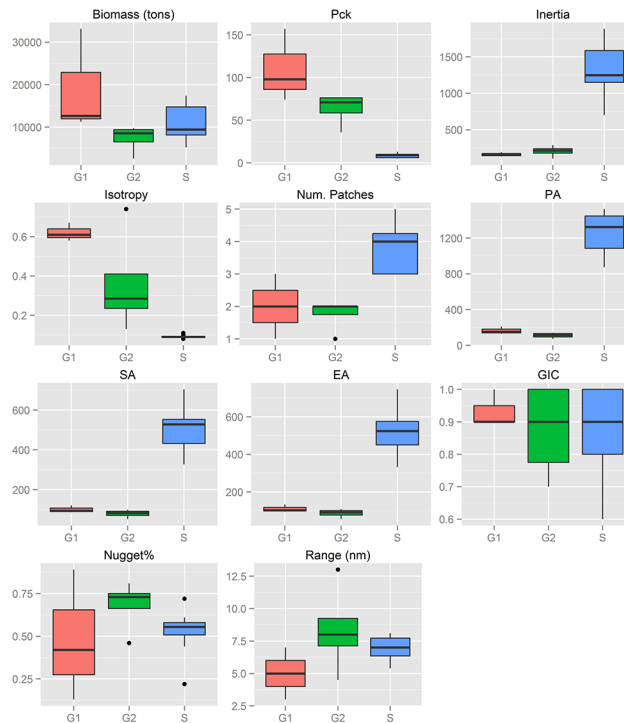 Biomass (tons)
30000
20000
10000
G1 G2 S
Pck
150
100
50
0
G1 G2 S
Inertia
1500
1000
500
G1 G2 S
Isotropy
0.6
0.4
0.2
G1 G2 S
Num. Patches
5
4
3
2
1
G1 G2 S
PA
1200
800
400
0
G1 G2 S
SA
600
400
200
G1 G2 S
EA
600
400
200
G1 G2 S
GIC
1.0
0.9
0.8
0.7
0.6
G1 G2 S
Nugget%
0.75
0.50
0.25
G1 G2 S
Range (nm)
12.5
10.0
7.5
5.0
2.5
G1 G2 S